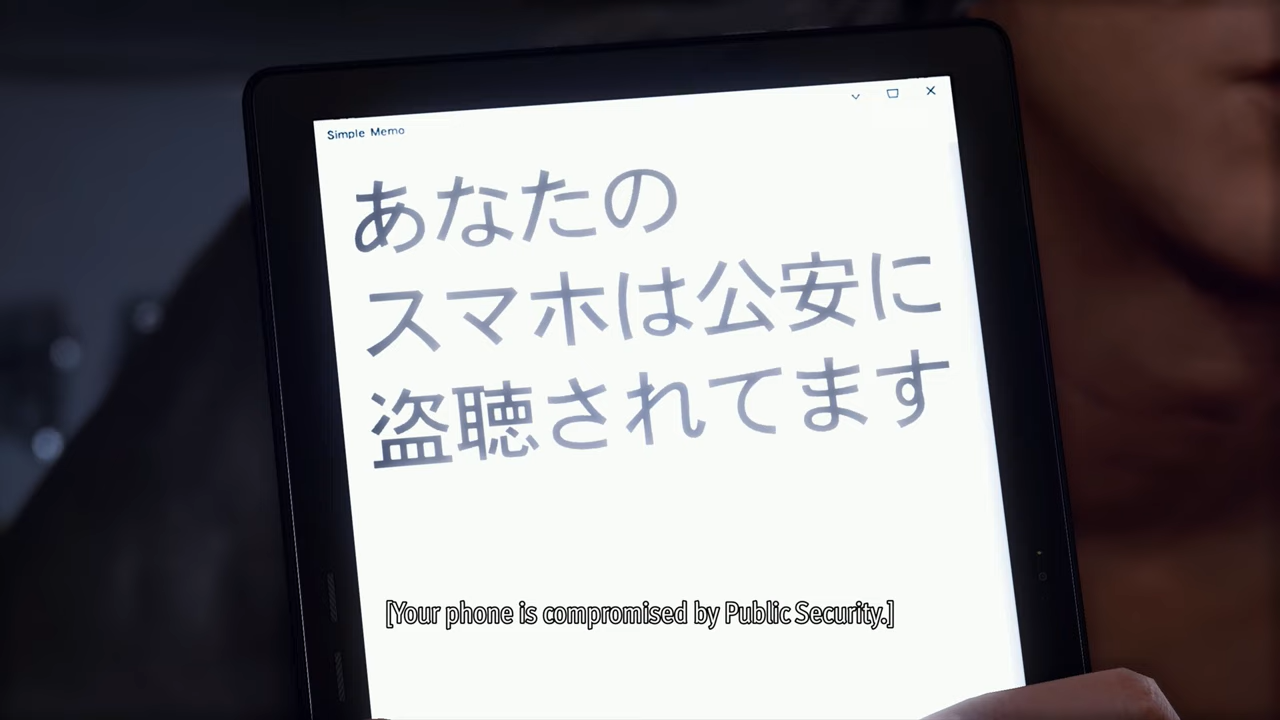 Simple Memo
あなたの
スマホは公安に
盗聴されてます
[Your phone is compromised by Public Security.]